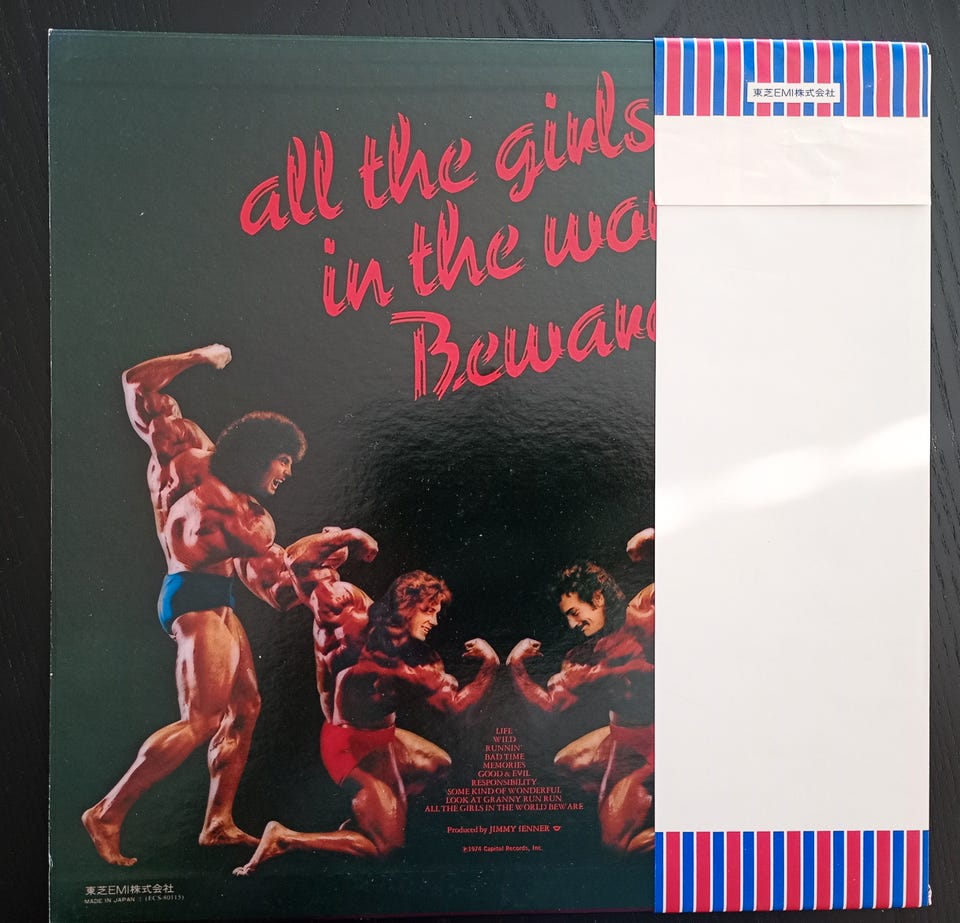 東芝EMI株式会社
all the girls
in the wo
Beware
LIFE
WILD
RUNNIN'
BAD TIME
MEMORIES
GOOD & EVIL
RESPONSIBILITY
SOME KIND OF WONDERFUL
LOOK AT GRANNY RUN RUN
ALL THE GIRLS IN THE WORLD BEWARE
Produced by JIMMY IENNER
℗1974 Capitol Records, Inc.
東芝EMI株式会社
MADE IN JAPAN : (ECS-80115)